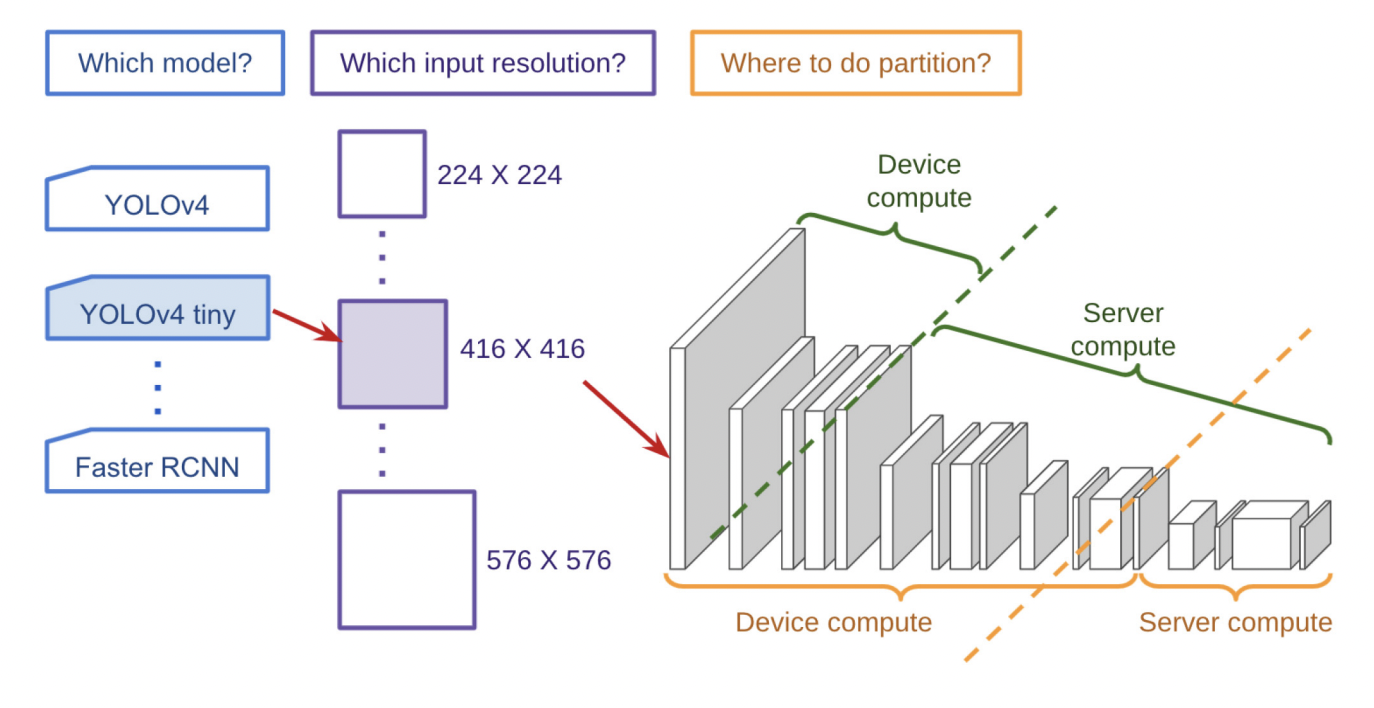 Which model?
Which input resolution?
Where to do partition?
YOLOv4
YOLOv4 tiny
Faster RCNN
224 X 224
416 X 416
576 X 576
Device
compute
Server
compute
Device compute
Server compute